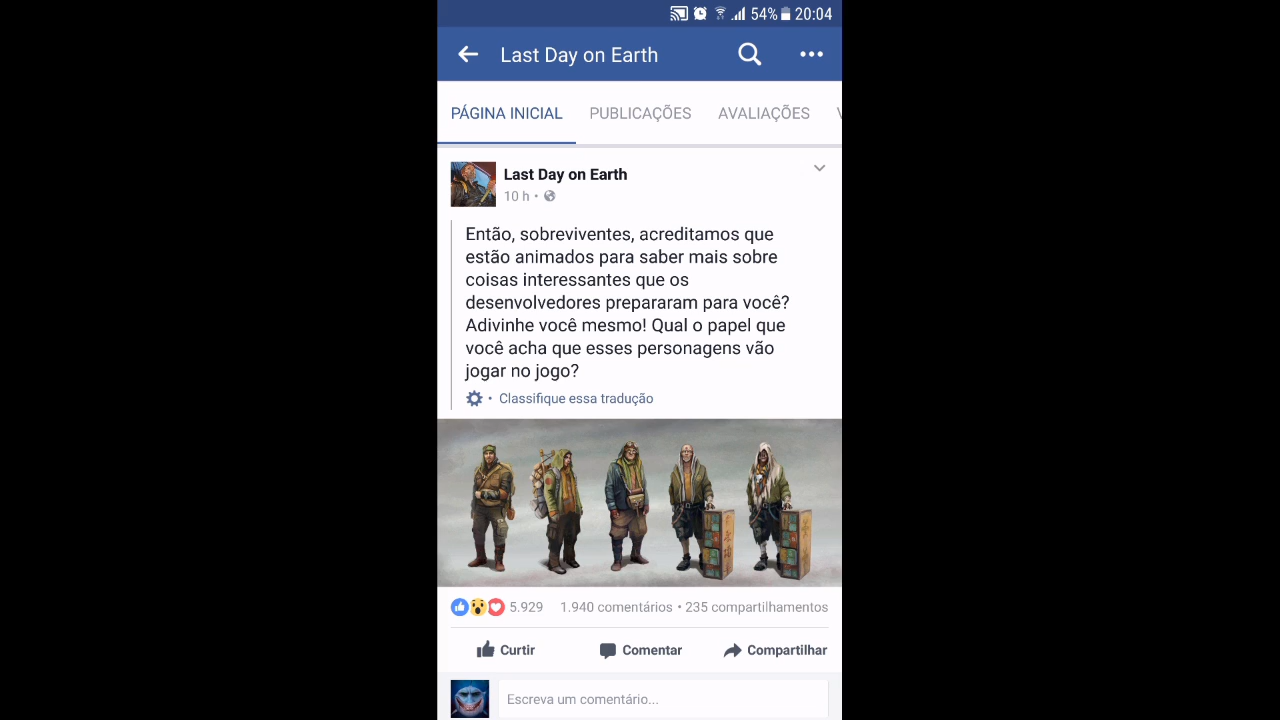 54% 20:04
Last Day on Earth
PÁGINA INICIAL PUBLICAÇÕES AVALIAÇÕES
Last Day on Earth
10 h •
Então, sobreviventes, acreditamos que
estão animados para saber mais sobre
coisas interessantes que os
desenvolvedores prepararam para você?
Adivinhe você mesmo! Qual o papel que
você acha que esses personagens vão
jogar no jogo?
• Classifique essa tradução
5.929 1.940 comentários • 235 compartilhamentos
Curtir Comentar Compartilhar
Escreva um comentário...